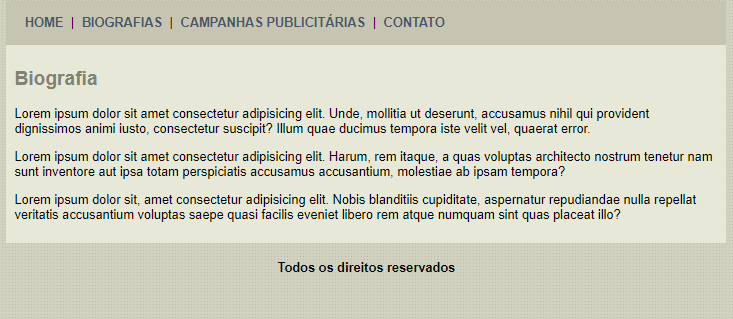 HOME | BIOGRAFIAS | CAMPANHAS PUBLICITÁRIAS | CONTATO
Biografia
Lorem ipsum dolor sit amet consectetur adipisicing elit. Unde, mollitia ut deserunt, accusamus nihil qui provident
dignissimos animi iusto, consectetur suscipit? Illum quae ducimus tempora iste velit vel, quaerat error.
Lorem ipsum dolor sit amet consectetur adipisicing elit. Harum, rem itaque, a quas voluptas architecto nostrum tenetur nam
sunt inventore aut ipsa totam perspiciatis accusamus accusantium, molestiae ab ipsam tempora?
Lorem ipsum dolor sit, amet consectetur adipisicing elit. Nobis blanditiis cupiditate, aspernatur repudiandae nulla repellat
veritatis accusantium voluptas saepe quasi facilis eveniet libero rem atque numquam sint quas placeat illo?
Todos os direitos reservados